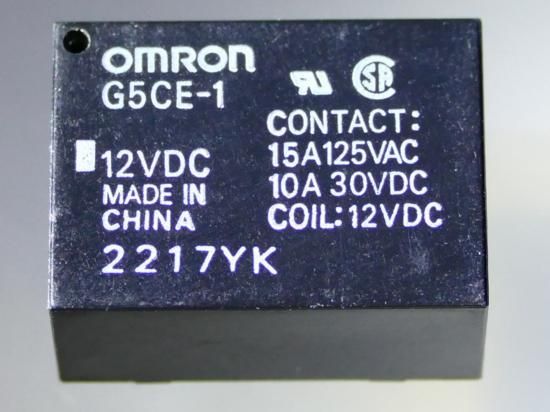 OMRON
G5CE-1
12VDC
MADE IN
CHINA
2217YK
CONTACT:
15A125VAC
10A 30VDC
COIL:12VDC